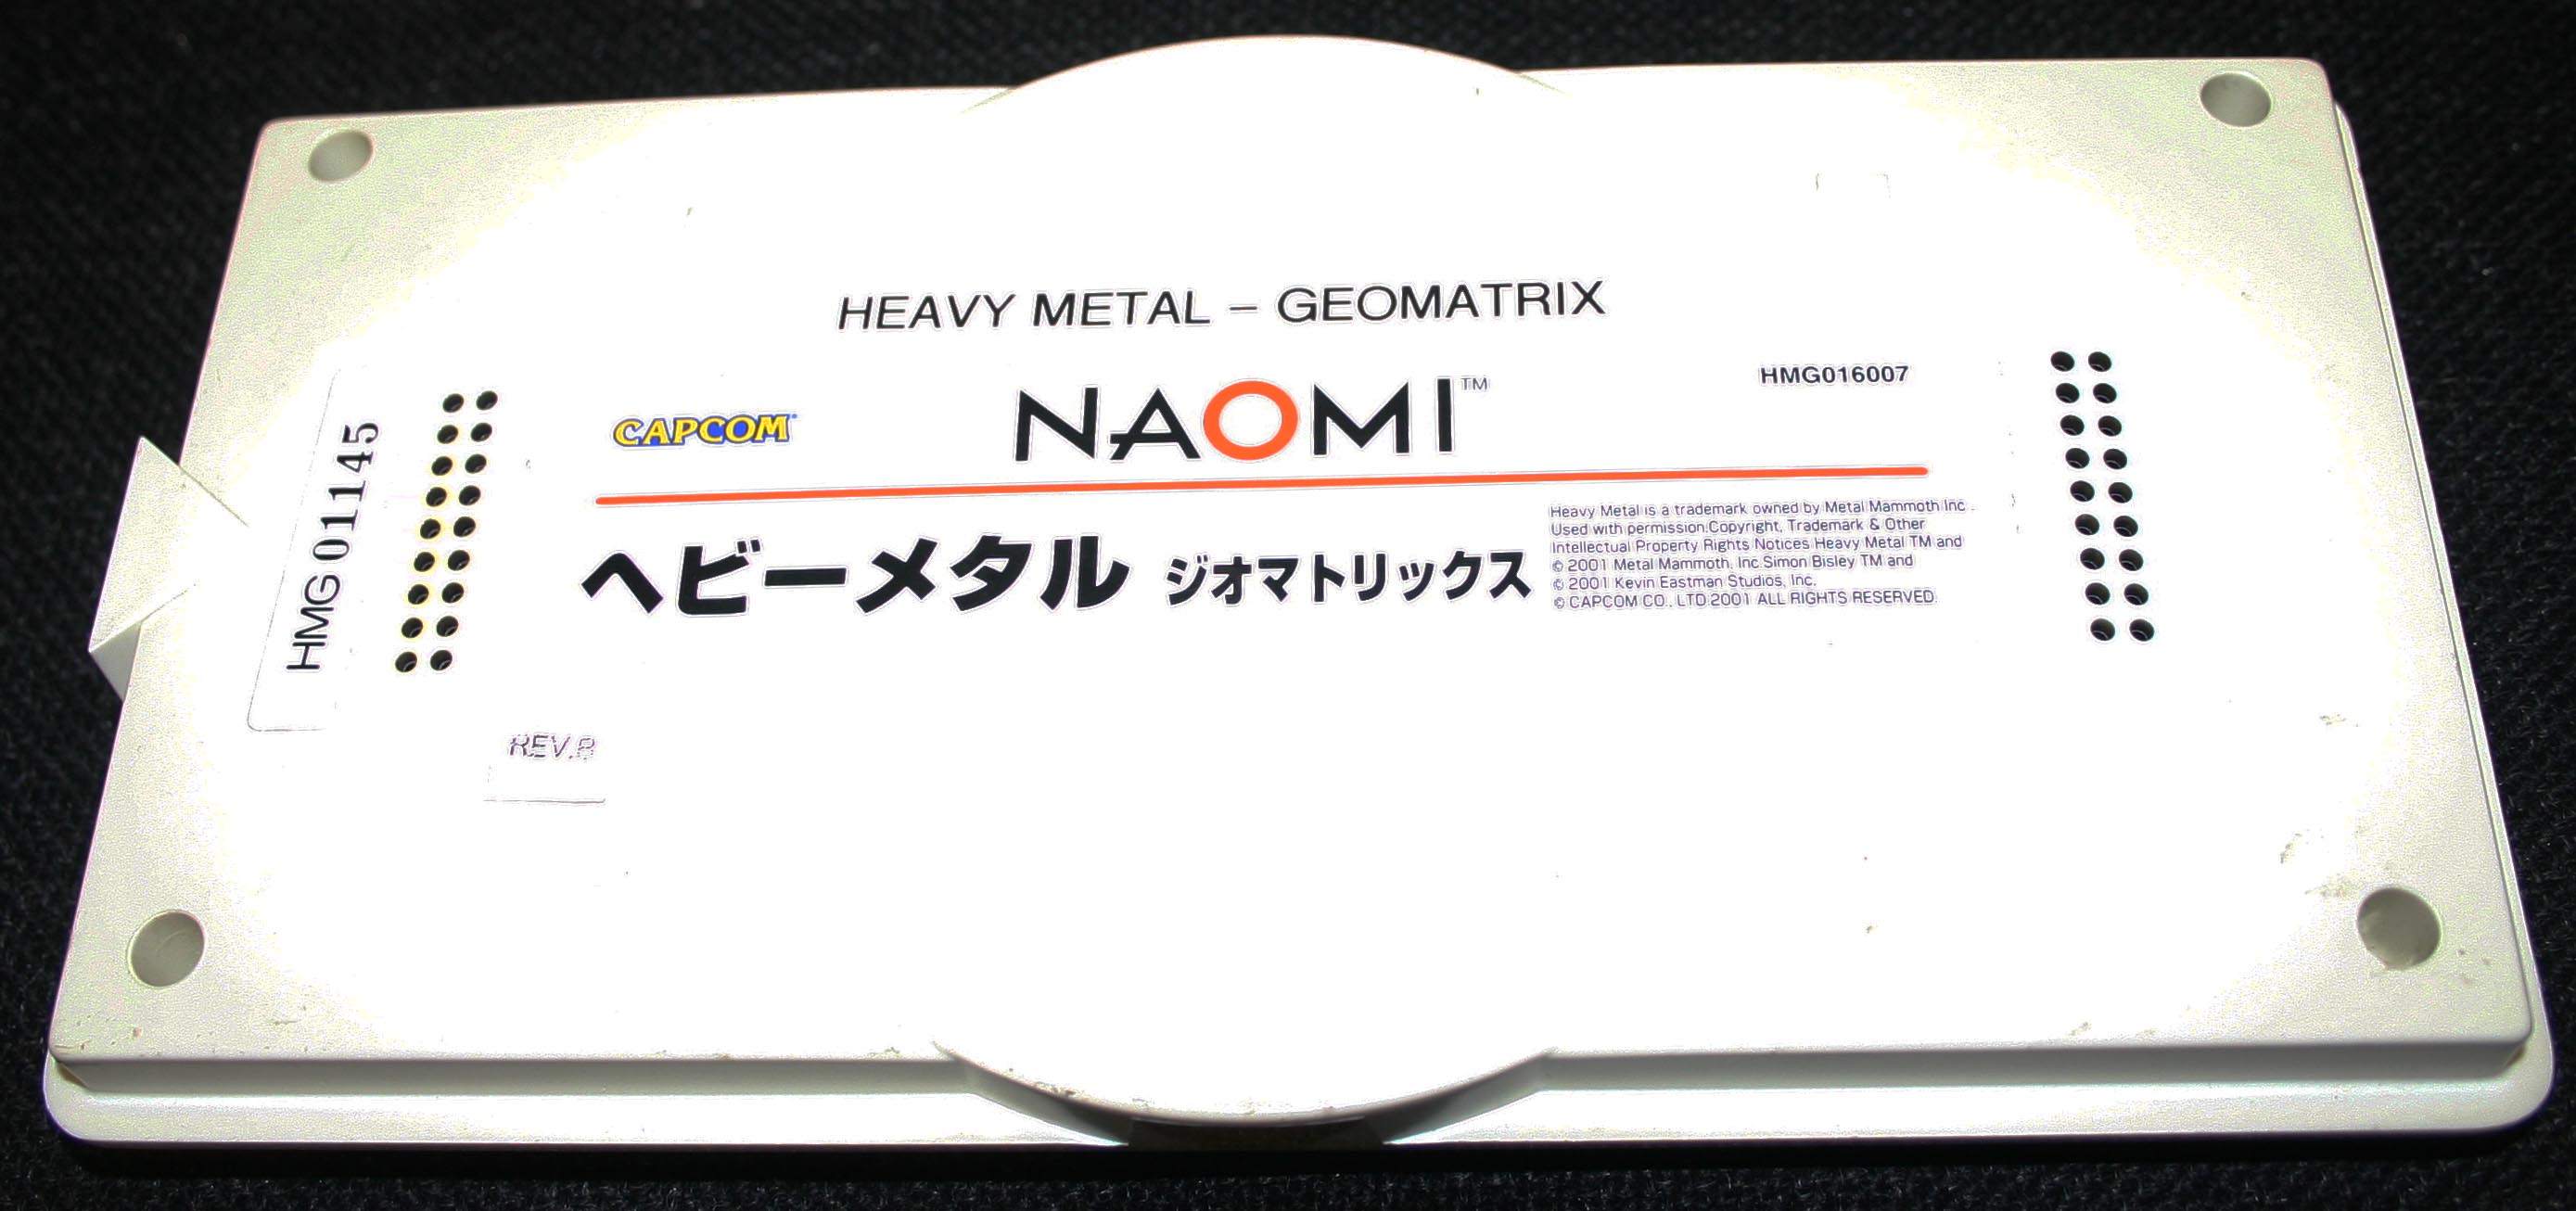 HEAVY METAL – GEOMATRIX
CAPCOM
NAOMI™
HMG016007
ヘビーメタル ジオマトリックス
Heavy Metal is a trademark owned by Metal Mammoth Inc .
Used with permission.Copyright, Trademark & Other
Intellectual Property Rights Notices Heavy Metal TM and
© 2001 Metal Mammoth, Inc.Simon Bisley TM and
© 2001 Kevin Eastman Studios, Inc.
© CAPCOM CO., LTD.2001 ALL RIGHTS RESERVED.
HMG 01145